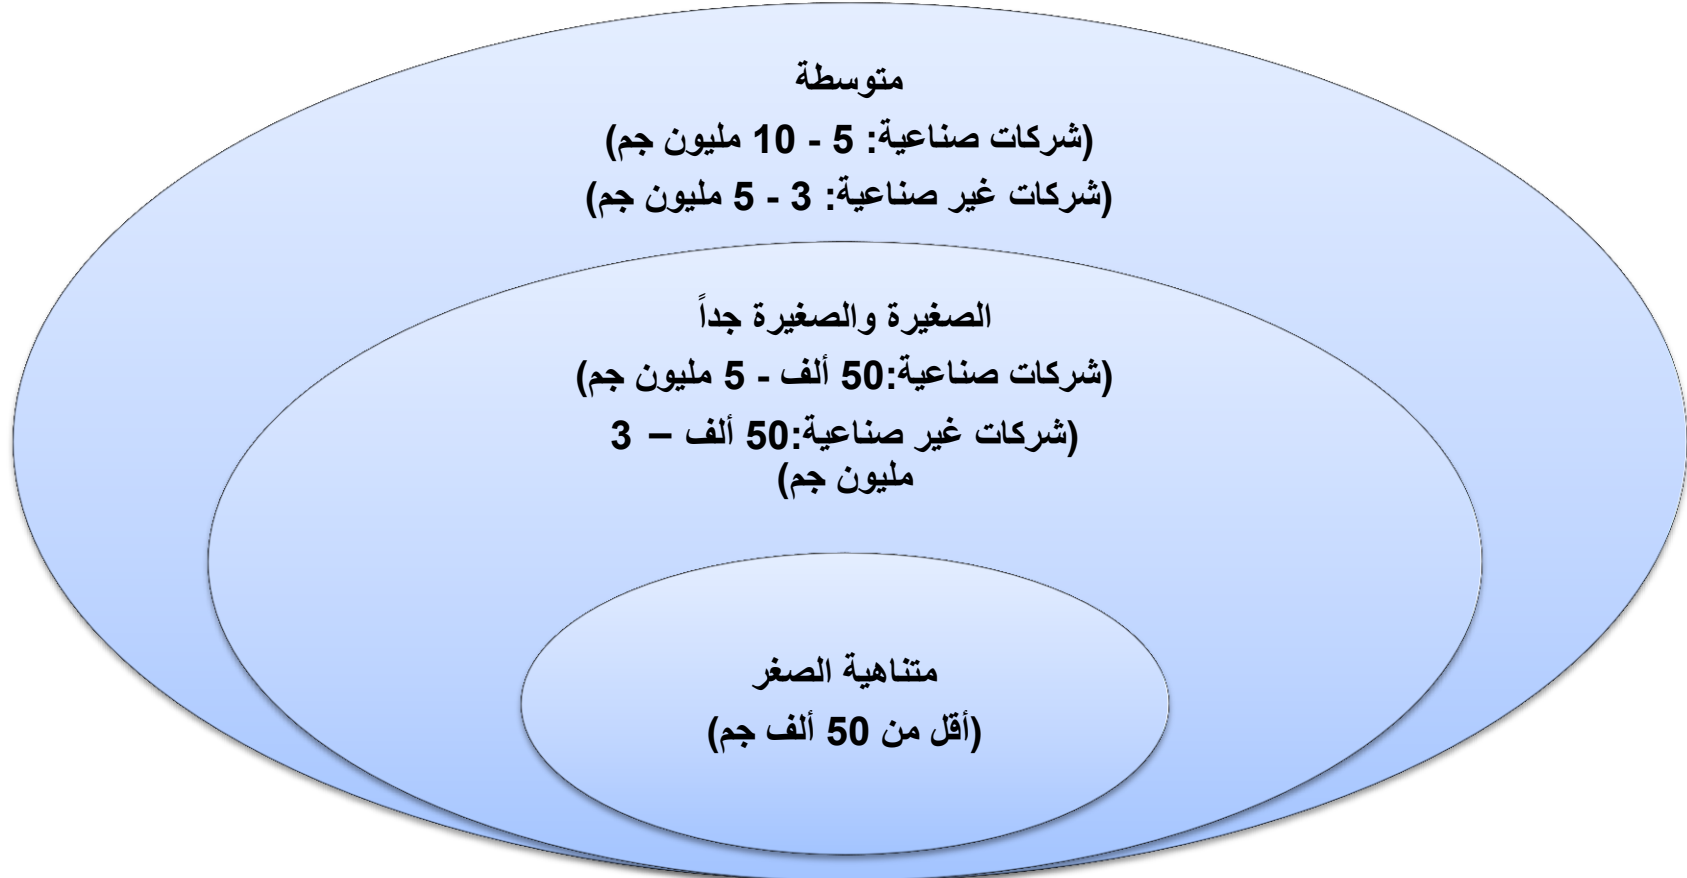 متوسطة
(شركات صناعية: 5 - 10 مليون جم)
(شركات غير صناعية: 3 - 5 مليون جم)
الصغيرة والصغيرة جداً
(شركات صناعية:50 ألف - 5 مليون جم)
(شركات غير صناعية:50 ألف – 3
مليون جم)
متناهية الصغر
(أقل من 50 ألف جم)